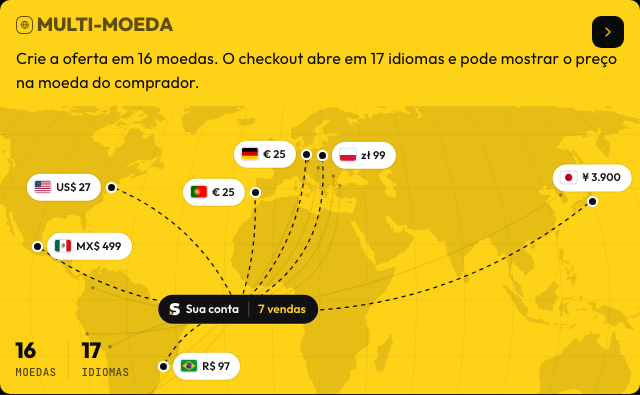 MULTI-MOEDA
Crie a oferta em 16 moedas. O checkout abre em 17 idiomas e pode mostrar o preço
na moeda do comprador.
€ 25
zł 99
US$ 27
€ 25
¥ 3.900
MX$ 499
Sua conta 7 vendas
16 17
MOEDAS IDIOMAS
R$ 97